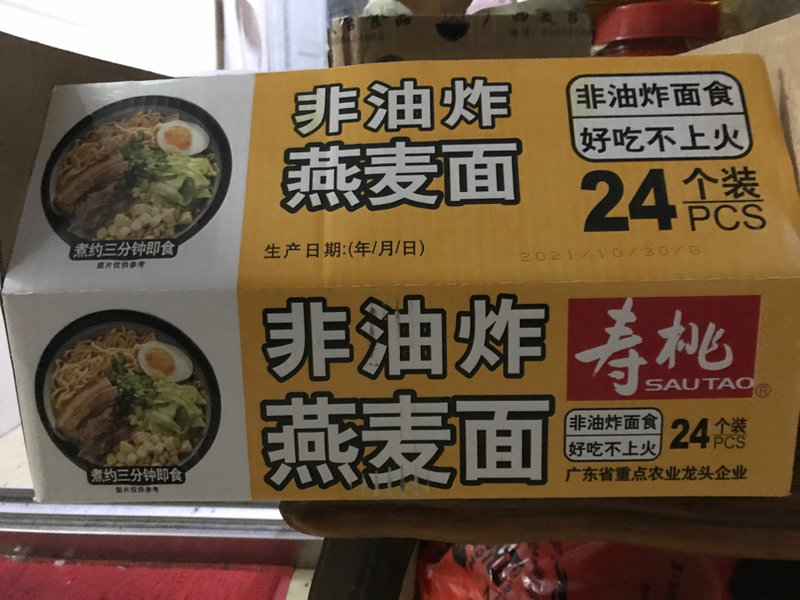 非油炸
燕麦面
非油炸面食
好吃不上火
24个装
PCS
煮约三分钟即食
图片仅供参考
生产日期:(年/月/日)
2021/10/30/6
非油炸
燕麦面
寿桃
SAUTAO®
非油炸面食
好吃不上火
24个装
PCS
广东省重点农业龙头企业
煮约三分钟即食
图片仅供参考